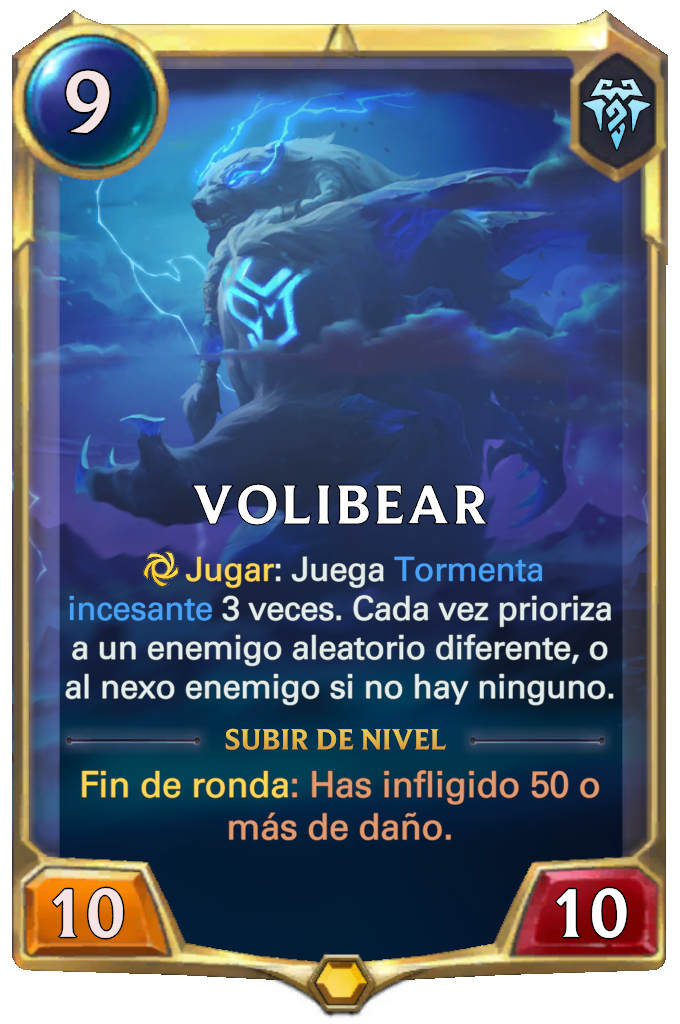 9
VOLIBEAR
Jugar: Juega Tormenta
incesante 3 veces. Cada vez prioriza
a un enemigo aleatorio diferente, o
al nexo enemigo si no hay ninguno.
SUBIR DE NIVEL
Fin de ronda: Has infligido 50 o
más de daño.
10
10